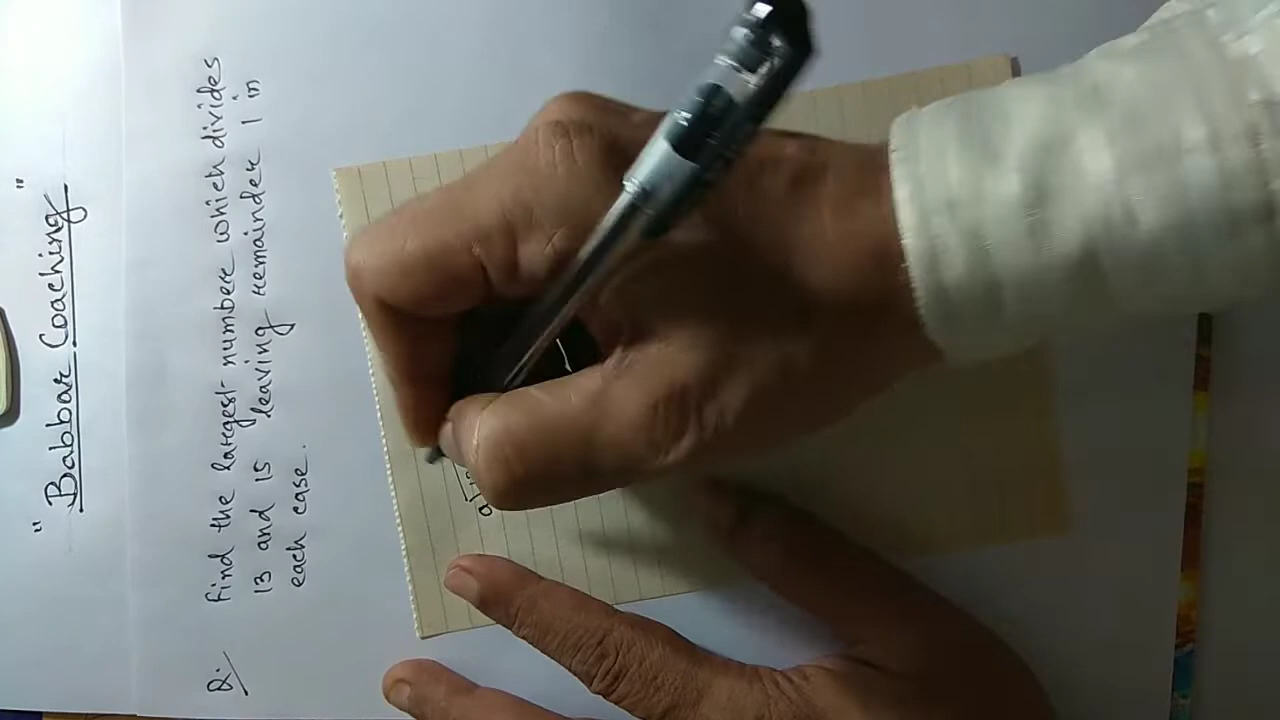 "Babbar Coaching"
Q:/ Find the largest number which divides
13 and 15 leaving remainder 1 in
each case.
a